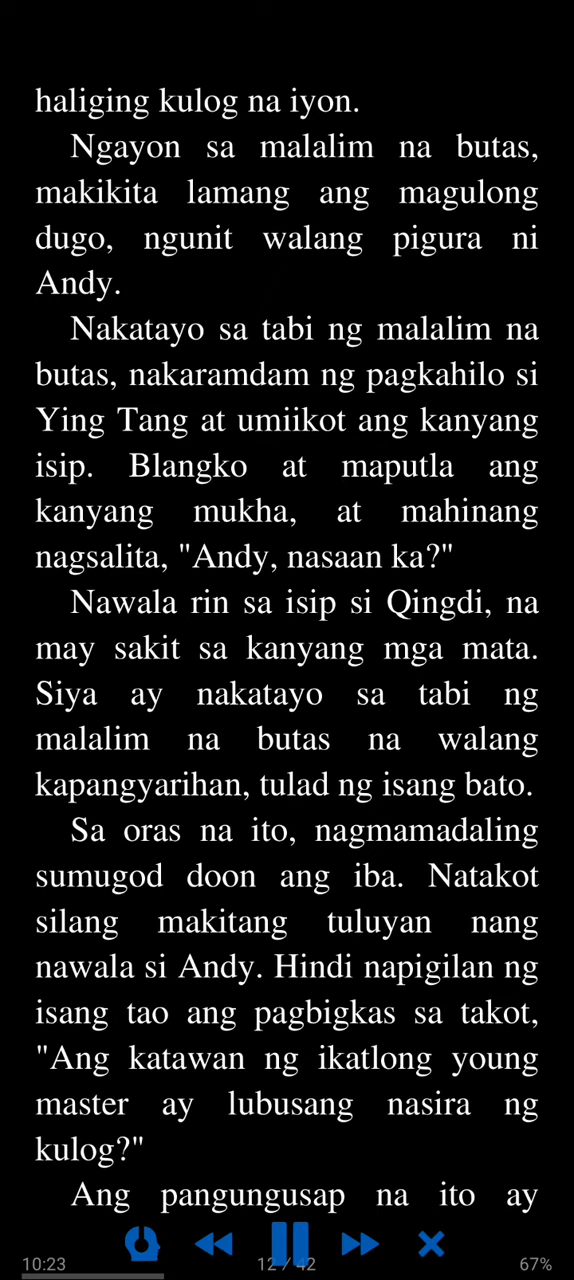 haliging kulog na iyon.
Ngayon sa malalim na butas,
makikita lamang ang magulong
dugo, ngunit walang pigura ni
Andy.
Nakatayo sa tabi ng malalim na
butas, nakaramdam ng pagkahilo si
Ying Tang at umiikot ang kanyang
isip. Blangko at maputla ang
kanyang mukha, at mahinang
nagsalita, "Andy, nasaan ka?"
Nawala rin sa isip si Qingdi, na
may sakit sa kanyang mga mata.
Siya ay nakatayo sa tabi ng
malalim na butas na walang
kapangyarihan, tulad ng isang bato.
Sa oras na ito, nagmamadaling
sumugod doon ang iba. Natakot
silang makitang tuluyan nang
nawala si Andy. Hindi napigilan ng
isang tao ang pagbigkas sa takot,
"Ang katawan ng ikatlong young
master ay lubusang nasira ng
kulog?"
Ang pangungusap na ito ay
10:23 12 / 42 67%